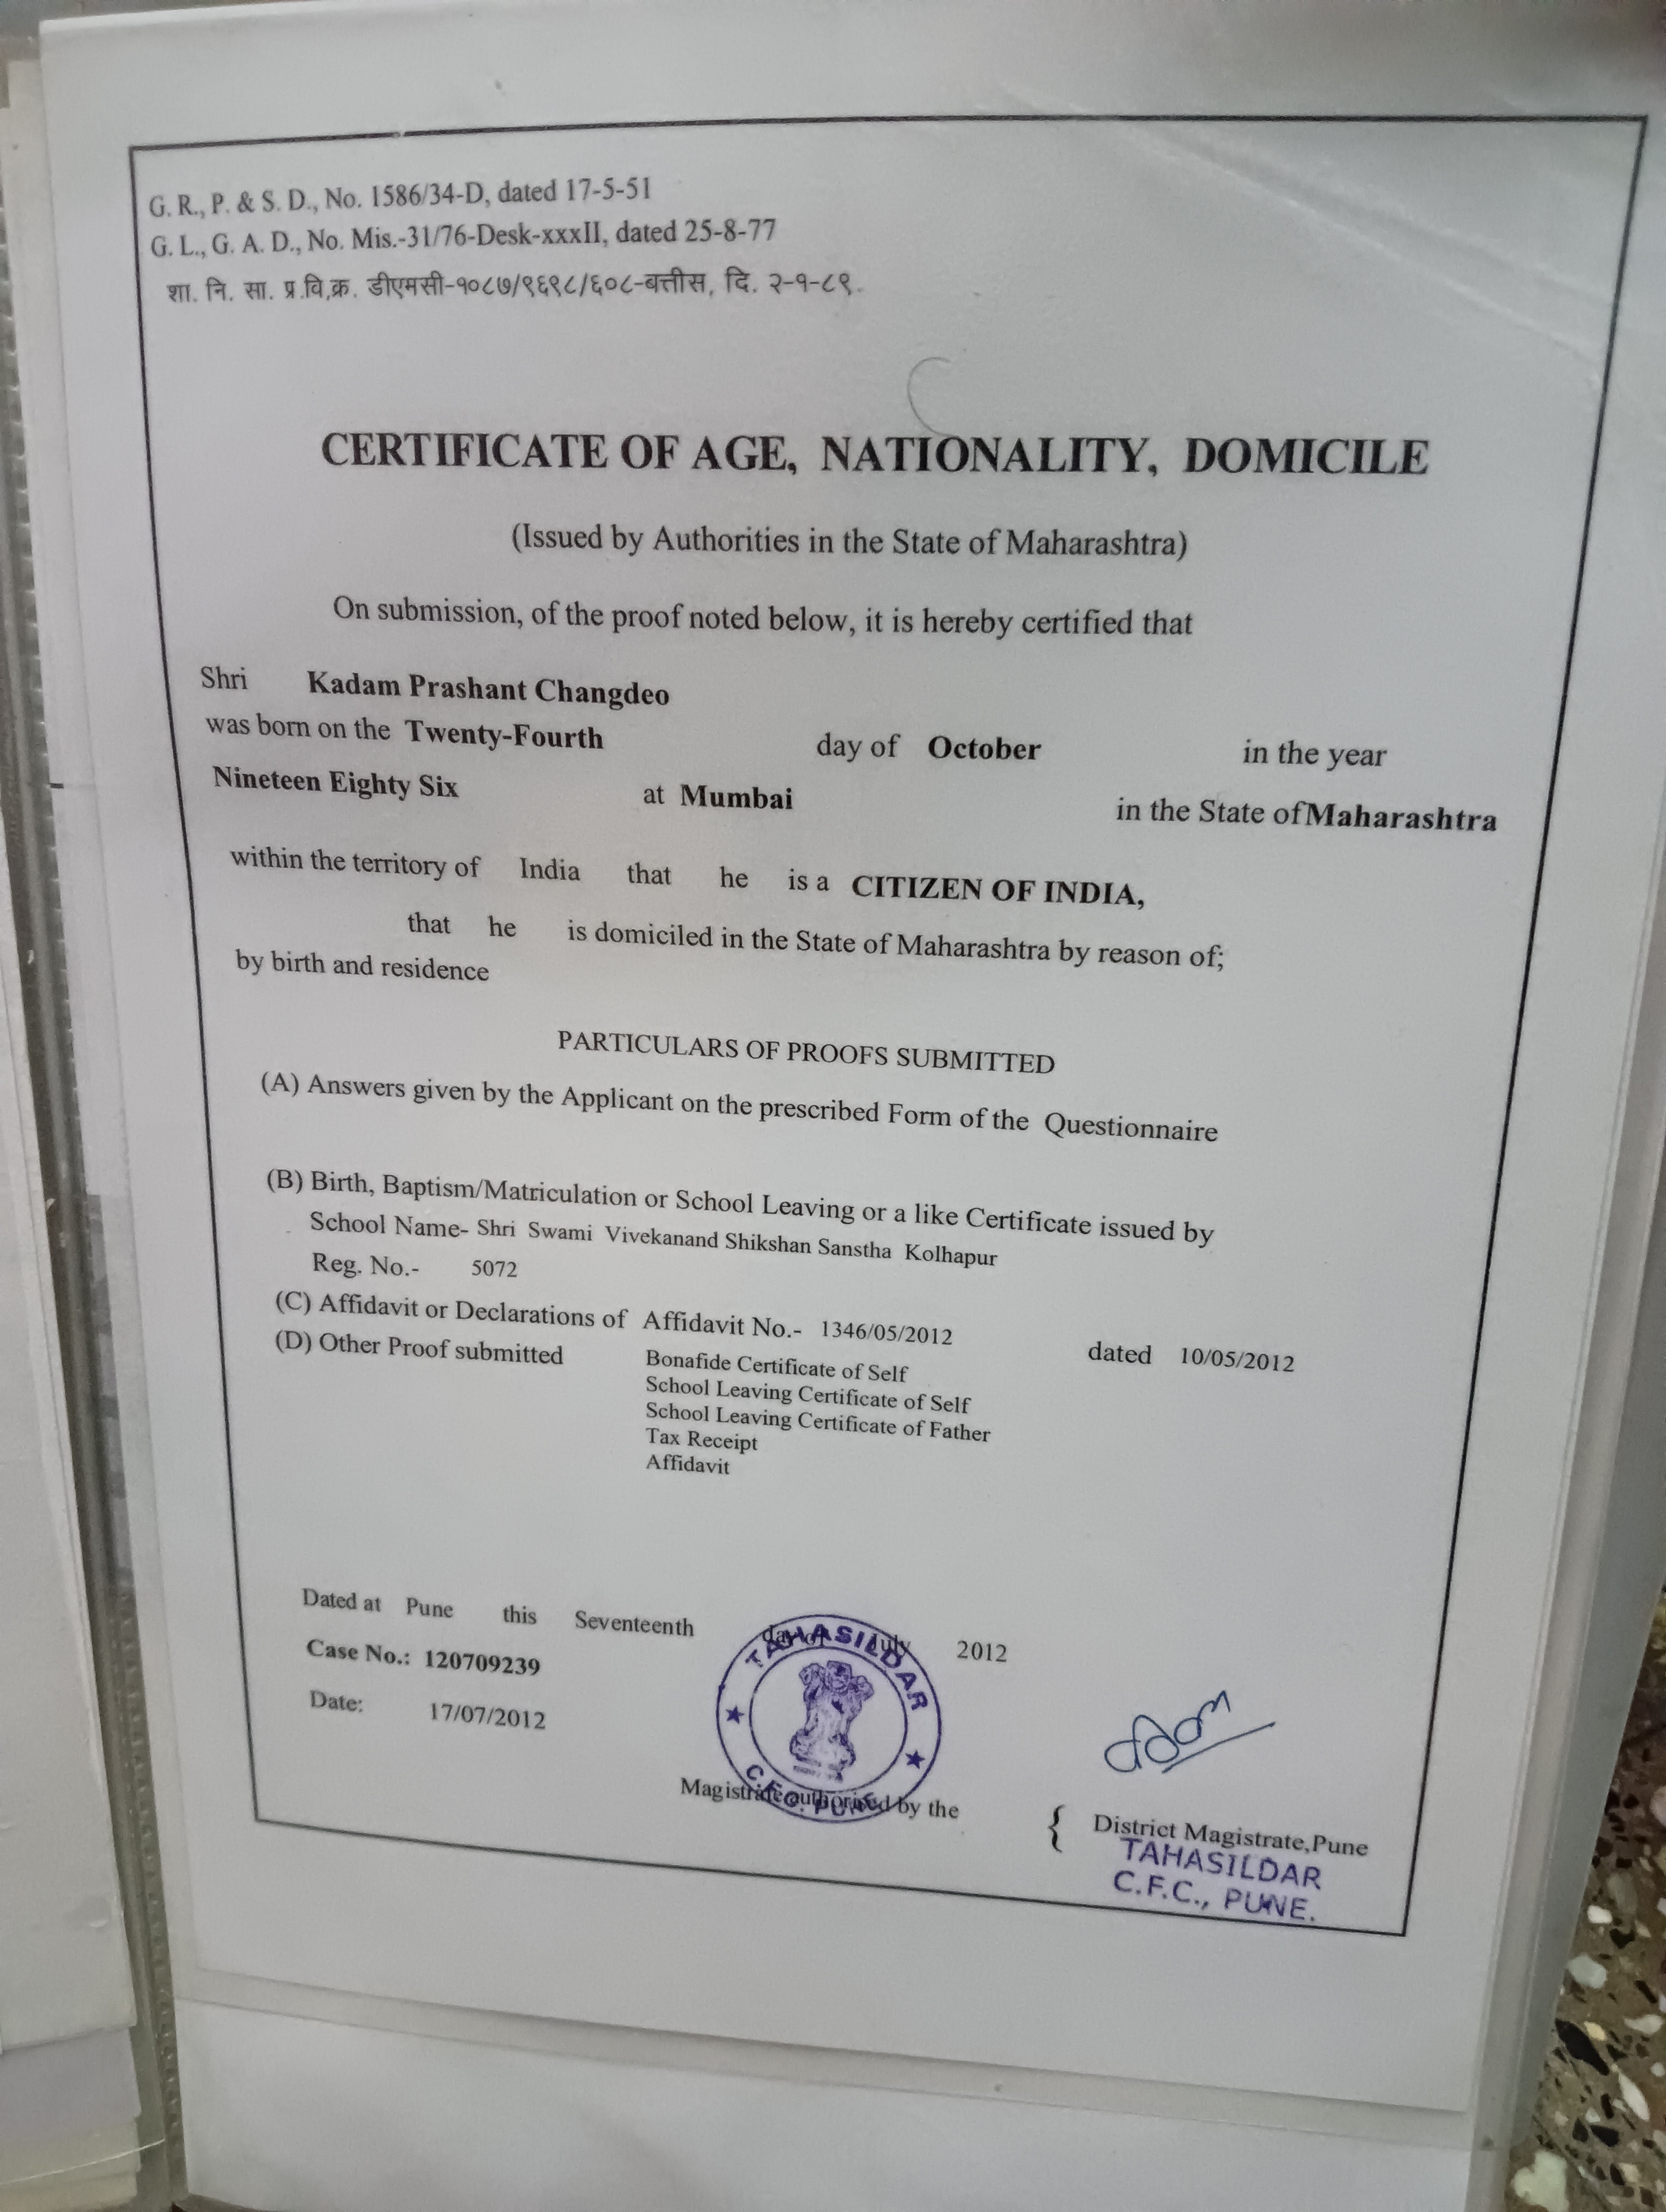 G. R., P. & S. D., No. 1586/34-D, dated 17-5-51
G. L., G. A. D., No. Mis.-31/76-Desk-xxxII, dated 25-8-77
शा. नि. सा. प्र.वि,क्र. डीएमसी-१०८७/९६९८/६०८-बत्तीस, दि. २-१-८९.
CERTIFICATE OF AGE, NATIONALITY, DOMICILE
(Issued by Authorities in the State of Maharashtra)
On submission, of the proof noted below, it is hereby certified that
Shri Kadam Prashant Changdeo
was born on the Twenty-Fourth day of October in the year
Nineteen Eighty Six at Mumbai in the State of Maharashtra
within the territory of India that he is a CITIZEN OF INDIA,
that he is domiciled in the State of Maharashtra by reason of;
by birth and residence
PARTICULARS OF PROOFS SUBMITTED
(A) Answers given by the Applicant on the prescribed Form of the Questionnaire
(B) Birth, Baptism/Matriculation or School Leaving or a like Certificate issued by
School Name- Shri Swami Vivekanand Shikshan Sanstha Kolhapur
Reg. No.- 5072
(C) Affidavit or Declarations of Affidavit No.- 1346/05/2012 dated 10/05/2012
(D) Other Proof submitted Bonafide Certificate of Self
School Leaving Certificate of Self
School Leaving Certificate of Father
Tax Receipt
Affidavit
Dated at Pune this Seventeenth day of July 2012
Case No.: 120709239
Date: 17/07/2012
TAHASILDAR
C.F.C. PUNE
Magistrate authorised by the { District Magistrate,Pune
TAHASILDAR
C.F.C., PUNE.